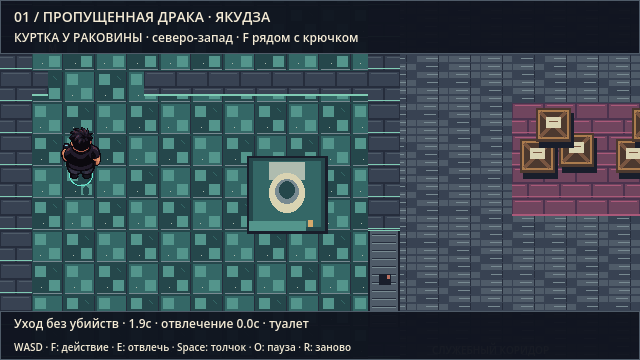 01 / ПРОПУЩЕННАЯ ДРАКА · ЯКУДЗА
КУРТКА У РАКОВИНЫ · северо-запад · F рядом с крючком
Уход без убийств · 1.9с · отвлечение 0.0с · туалет
WASD · F: действие · E: отвлечь · Space: толчок · O: пауза · R: заново